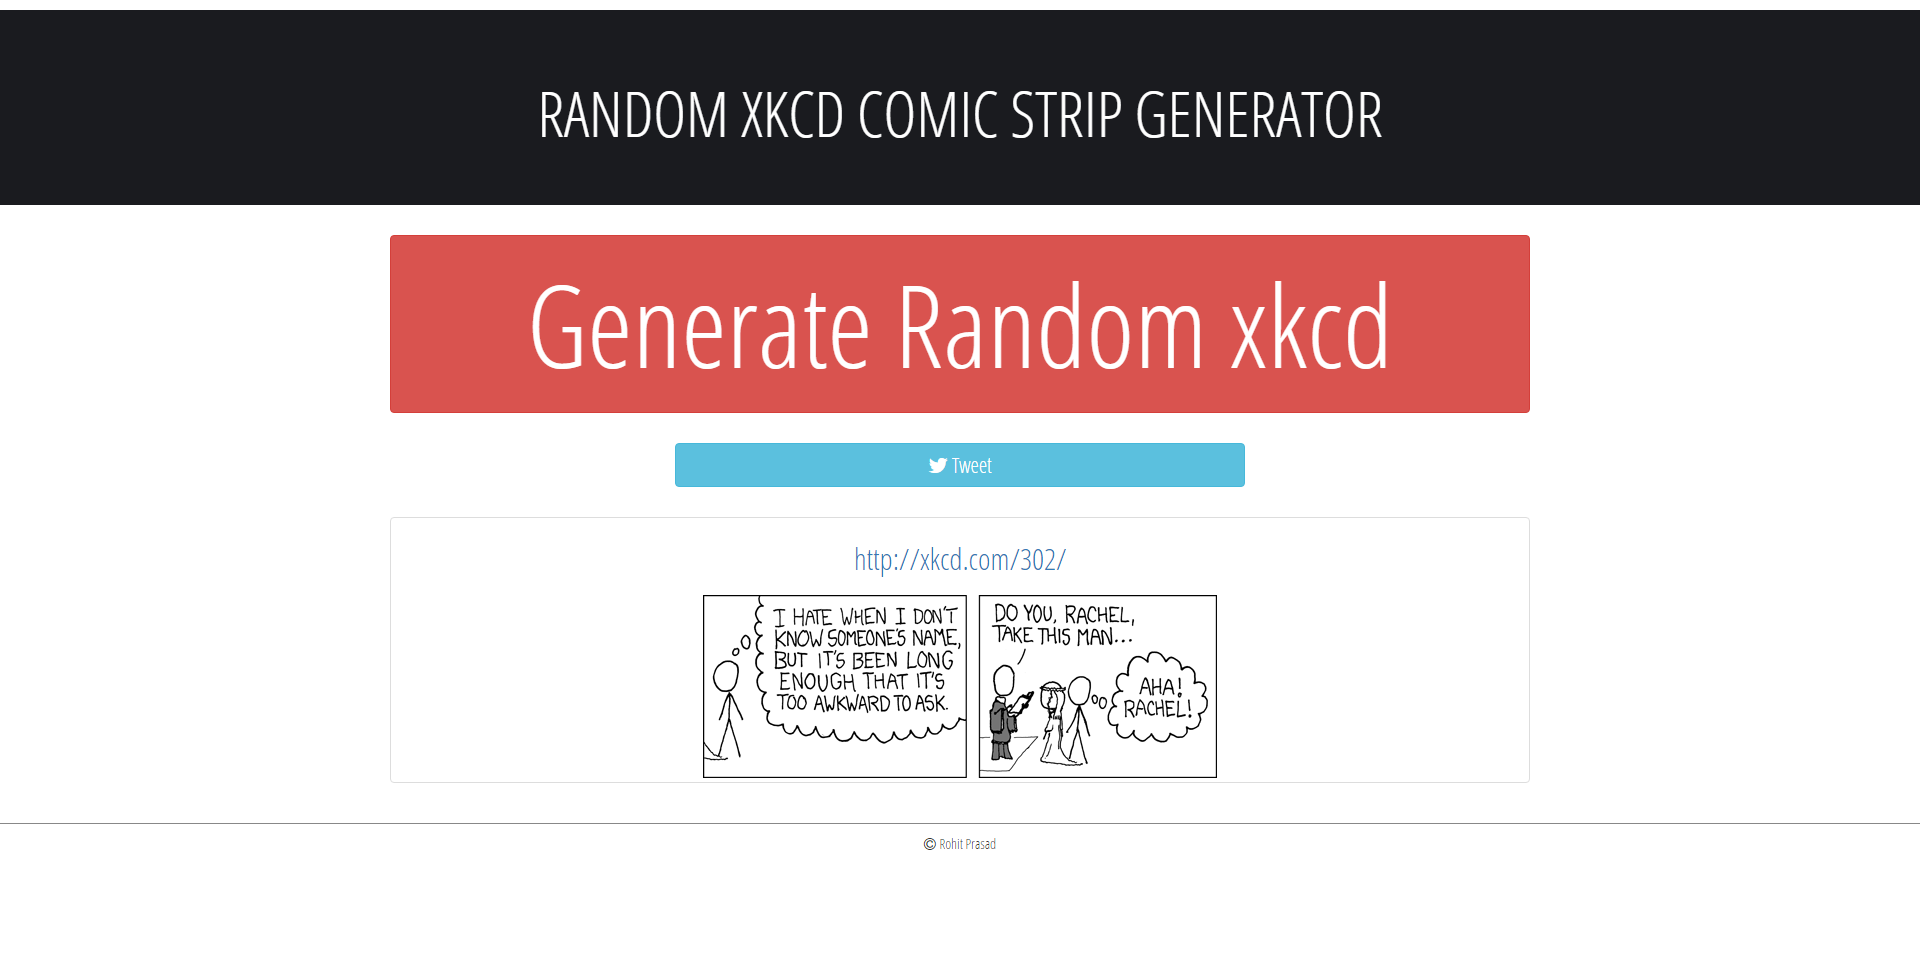 RANDOM XKCD COMIC STRIP GENERATOR
Generate Random xkcd
Tweet
http://xkcd.com/302/
I HATE WHEN I DON'T
KNOW SOMEONE'S NAME,
BUT IT'S BEEN LONG
ENOUGH THAT IT'S
TOO AWKWARD TO ASK.
DO YOU, RACHEL,
TAKE THIS MAN...
AHA!
RACHEL!
© Rohit Prasad